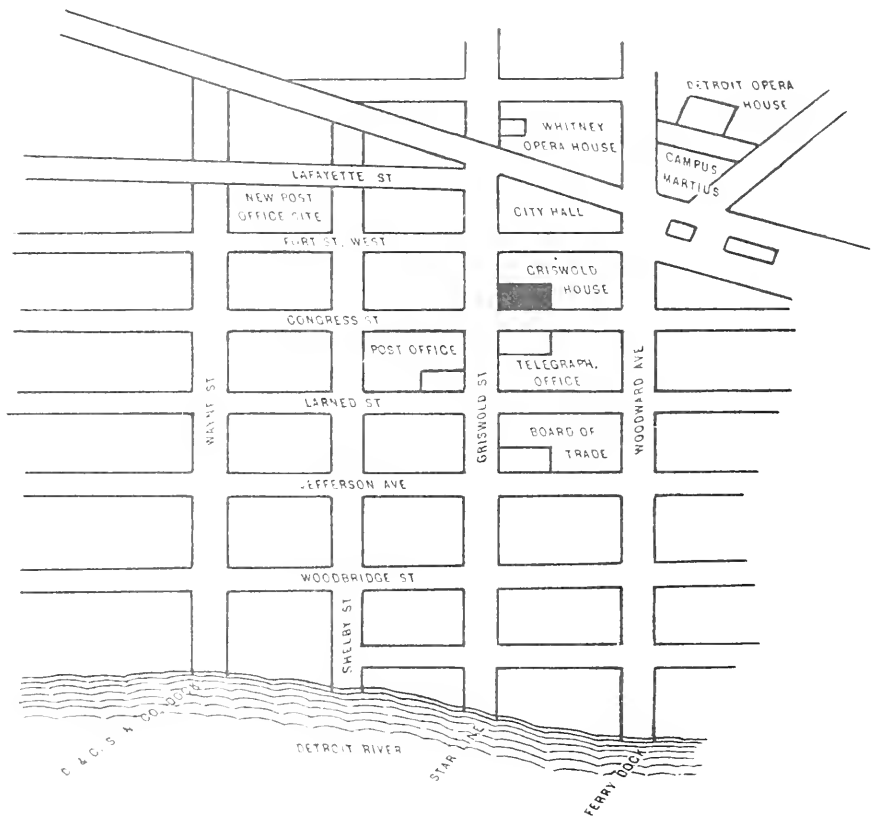 DETROIT OPERA
HOUSE
WHITNEY
OPERA HOUSE
CAMPUS
MARTIUS
LAFAYETTE ST
NEW POST
OFFICE SITE
CITY HALL
FORT ST. WEST
GRISWOLD
HOUSE
CONGRESS ST
POST OFFICE
TELEGRAPH.
OFFICE
WAYNE ST
GRISWOLD ST
WOODWARD AVE
LARNED ST
BOARD OF
TRADE
JEFFERSON AVE
WOODBRIDGE ST
SHELBY ST
D & C. S. N. CO. DOCK
DETROIT RIVER
STAR LINE
FERRY DOCK